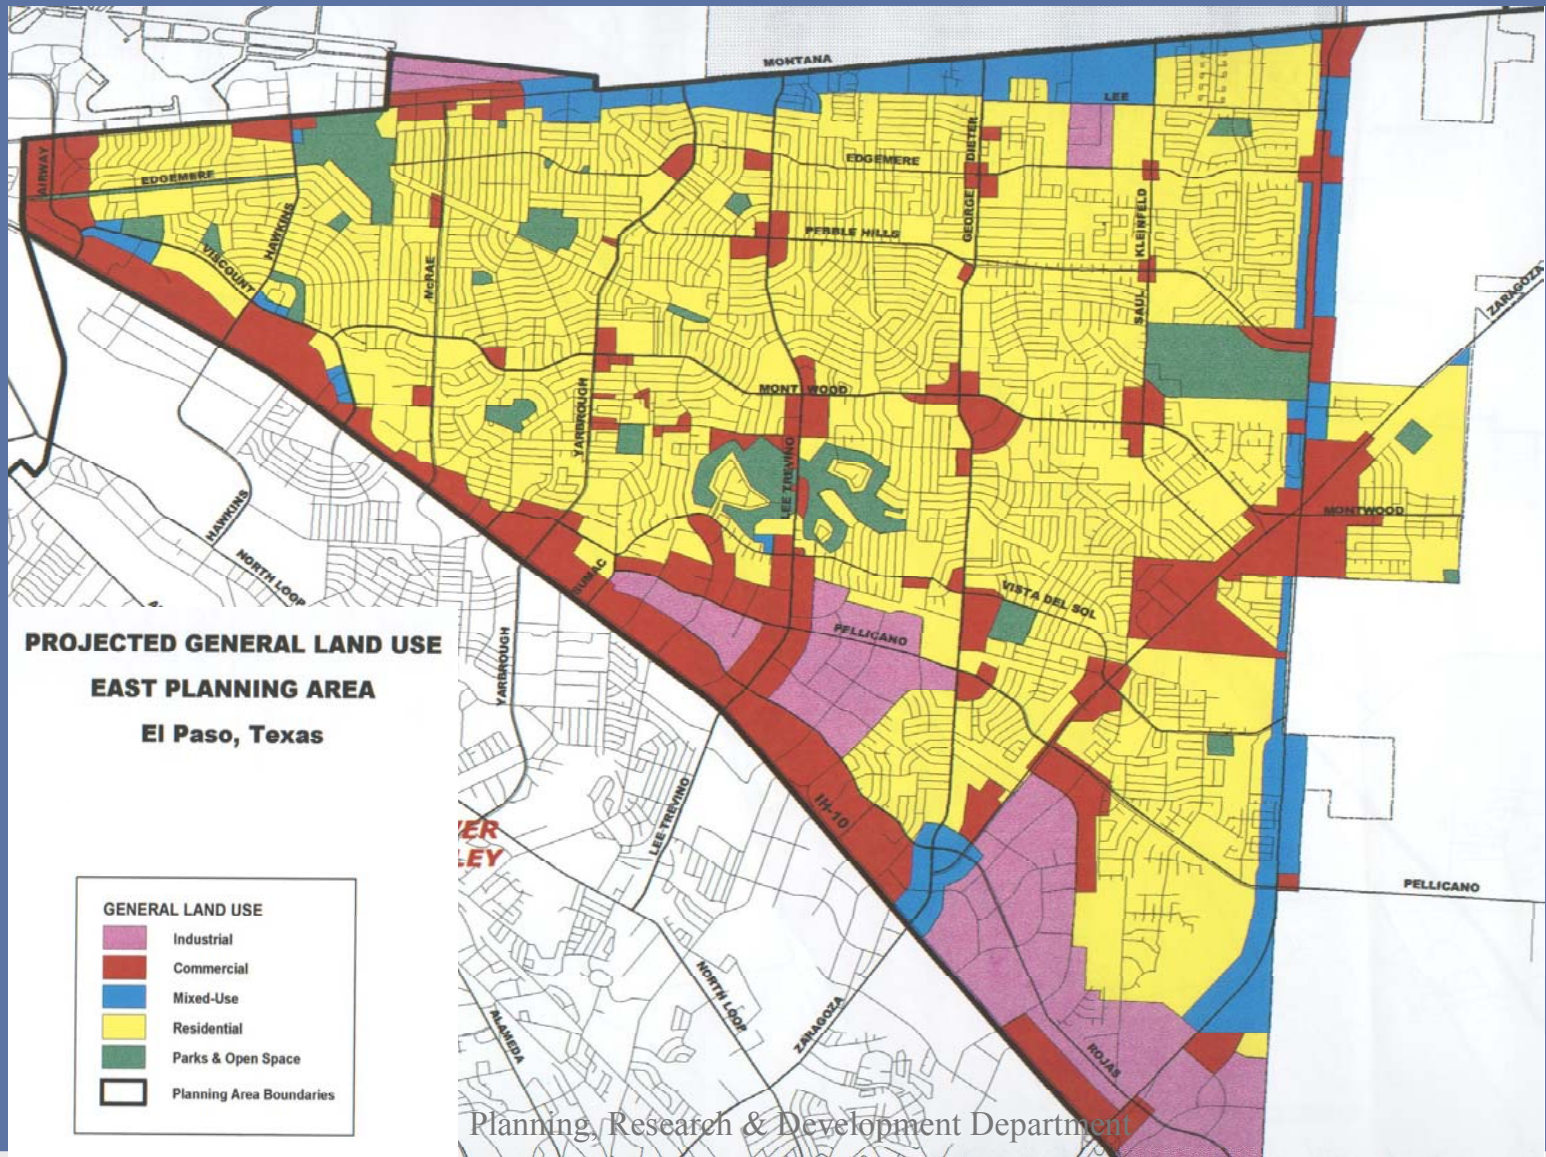 MONTANA
LEE
AIRWAY
EDGEMERE
HAWKINS
VISCOUNT
McRAE
EDGEMERE
GEORGE
DIETER
PEBBLE HILLS
SAUL
KLEINFELD
ZARAGOZA
YARBROUGH
MONTWOOD
LEE TREVINO
MONTWOOD
HAWKINS
NORTH LOOP
SUMAC
VISTA DEL SOL
PELLICANO
YARBROUGH
LEE TREVINO
IH-10
PELLICANO
NORTH LOOP
ZARAGOZA
ALAMEDA
ROJAS
VER
LEY
PROJECTED GENERAL LAND USE
EAST PLANNING AREA
El Paso, Texas
GENERAL LAND USE
Industrial
Commercial
Mixed-Use
Residential
Parks & Open Space
Planning Area Boundaries
Planning, Research & Development Department